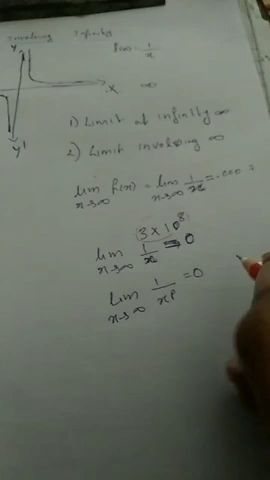 Involving Infinity
y
f(x) = 1/x
x ∞
y1
1) Limit at infinity ∞
2) Limit involving ∞
lim x→∞ f(x) = lim x→∞ 1/x = .000
3 × 10^8
lim x→∞ 1/x = 0
lim x→∞ 1/x^p = 0